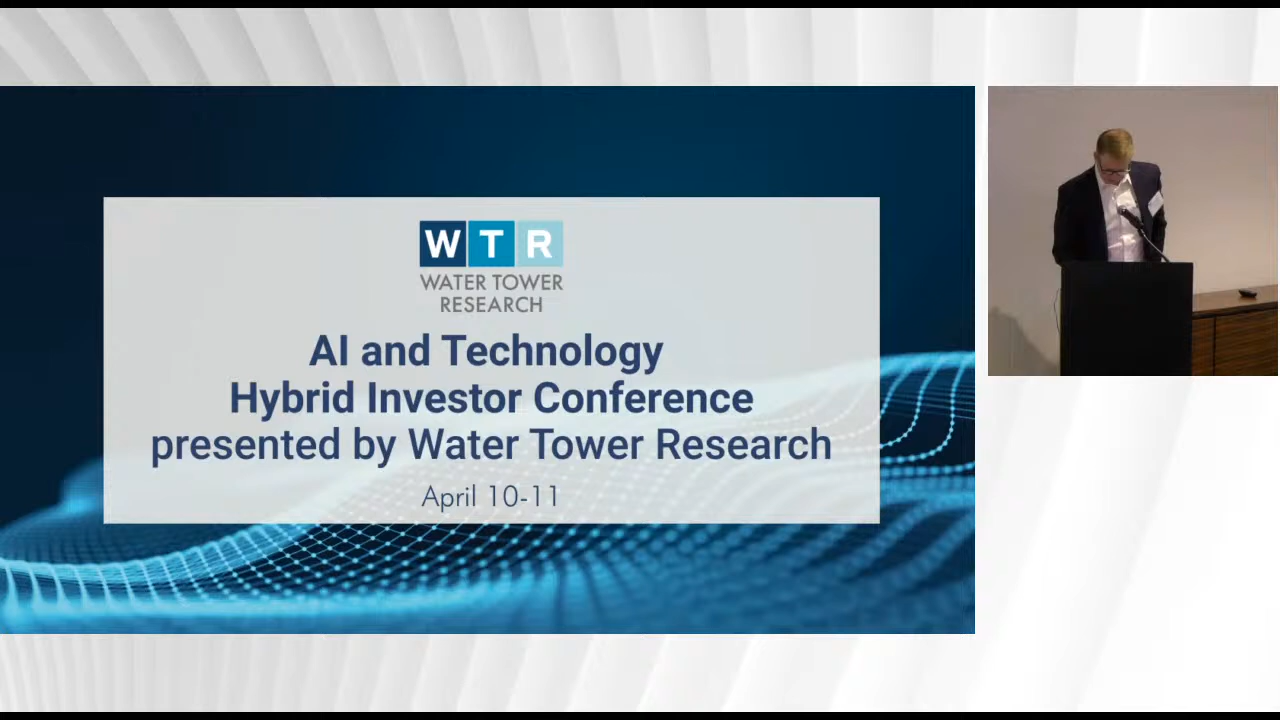 WTR
WATER TOWER
RESEARCH
AI and Technology
Hybrid Investor Conference
presented by Water Tower Research
April 10-11